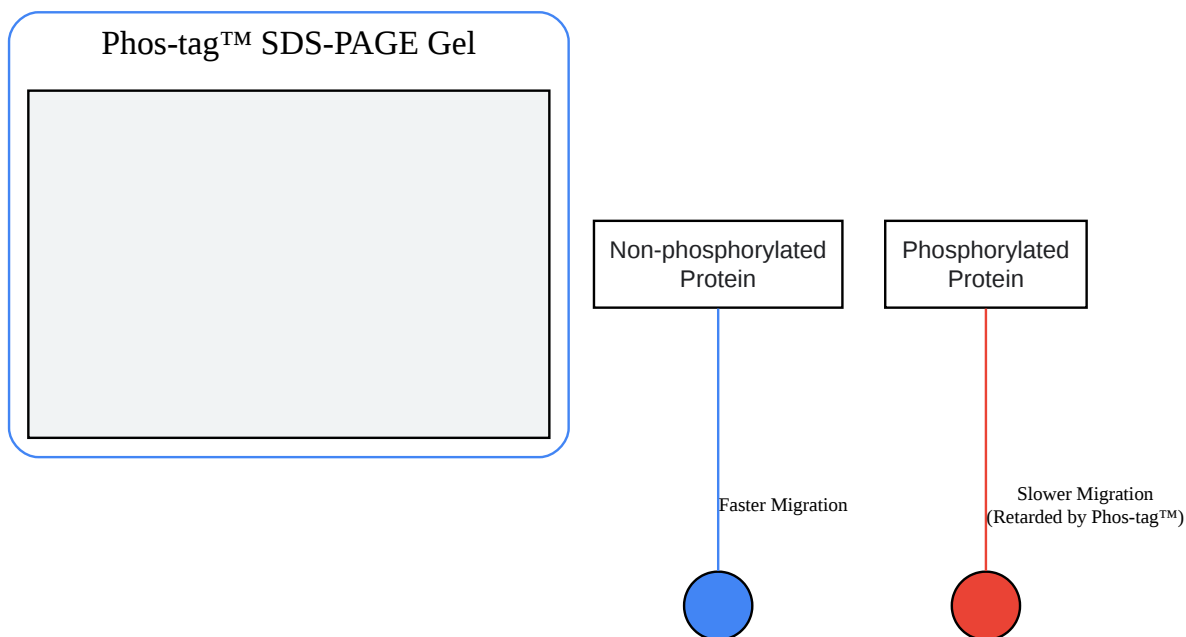 Phos-tag™ SDS-PAGE Gel
Non-phosphorylated
Protein
Phosphorylated
Protein
Faster Migration
Slower Migration
(Retarded by Phos-tag™)